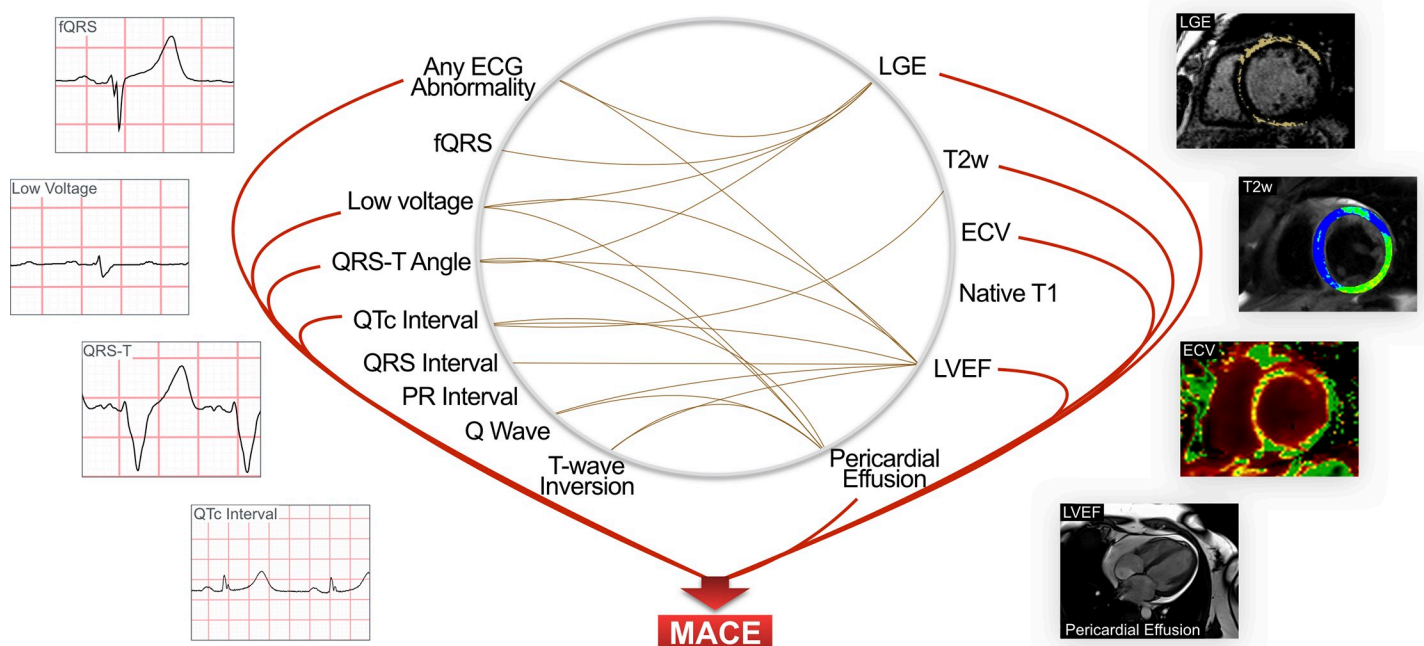 fQRS
Low Voltage
QRS-T
QTc Interval
Any ECG
Abnormality
fQRS
Low voltage
QRS-T Angle
QTc Interval
QRS Interval
PR Interval
Q Wave
T-wave
Inversion
LGE
T2w
ECV
Native T1
LVEF
Pericardial
Effusion
MACE
LGE
T2w
ECV
LVEF
Pericardial Effusion